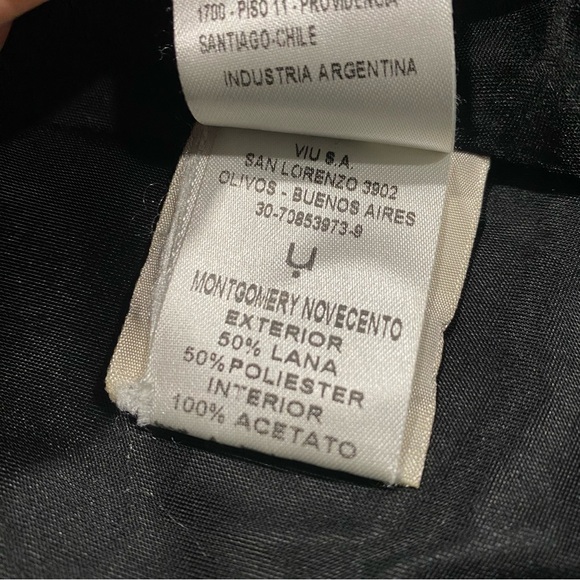 1700 - PISO 11 - PROVIDENCIA
SANTIAGO-CHILE
INDUSTRIA ARGENTINA
VIU S.A.
SAN LORENZO 3902
OLIVOS - BUENOS AIRES
30-70853973-9
MONTGOMERY NOVECENTO
EXTERIOR
50% LANA
50% POLIESTER
INTERIOR
100% ACETATO